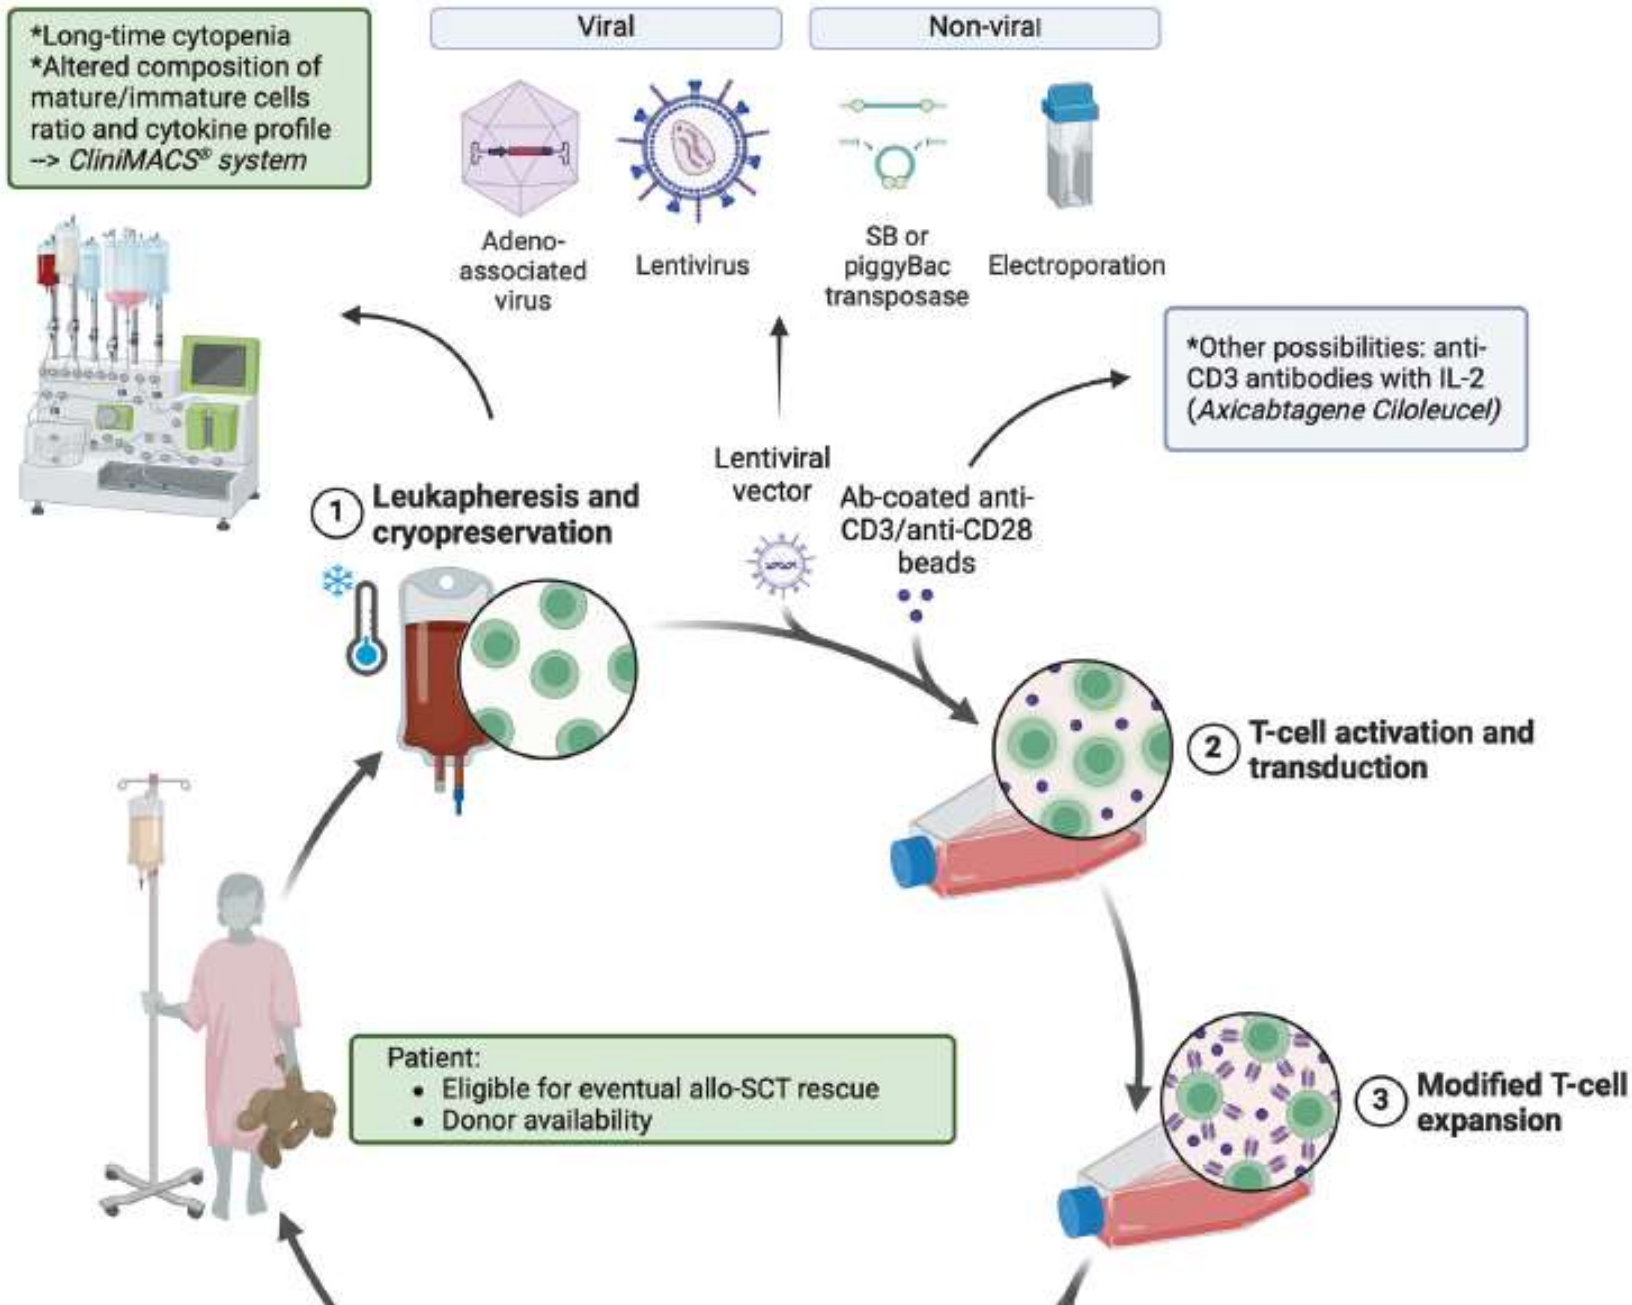 *Long-time cytopenia
*Altered composition of
mature/immature cells
ratio and cytokine profile
--> CliniMACS® system
Viral
Non-viral
Adeno-
associated
virus
Lentivirus
SB or
piggyBac
transposase
Electroporation
*Other possibilities: anti-
CD3 antibodies with IL-2
(Axicabtagene Ciloleucel)
Lentiviral
vector
Ab-coated anti-
CD3/anti-CD28
beads
1
Leukapheresis and
cryopreservation
2
T-cell activation and
transduction
Patient:
• Eligible for eventual allo-SCT rescue
• Donor availability
3
Modified T-cell
expansion